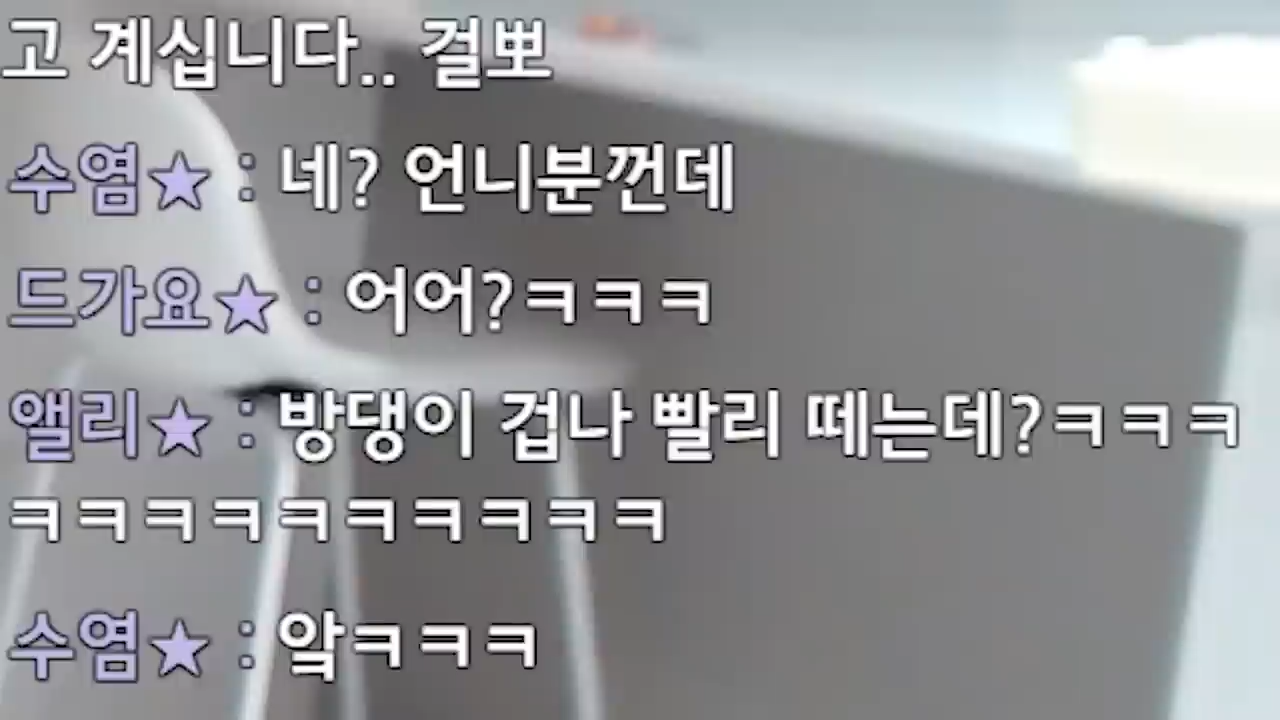 고 계십니다.. 걸뽀
수염★ : 네? 언니분껀데
드가요★ : 어어?ㅋㅋㅋ
앨리★ : 방댕이 겁나 빨리 떼는데?ㅋㅋㅋ
ㅋㅋㅋㅋㅋㅋㅋㅋㅋㅋ
수염★ : 앜ㅋㅋㅋ